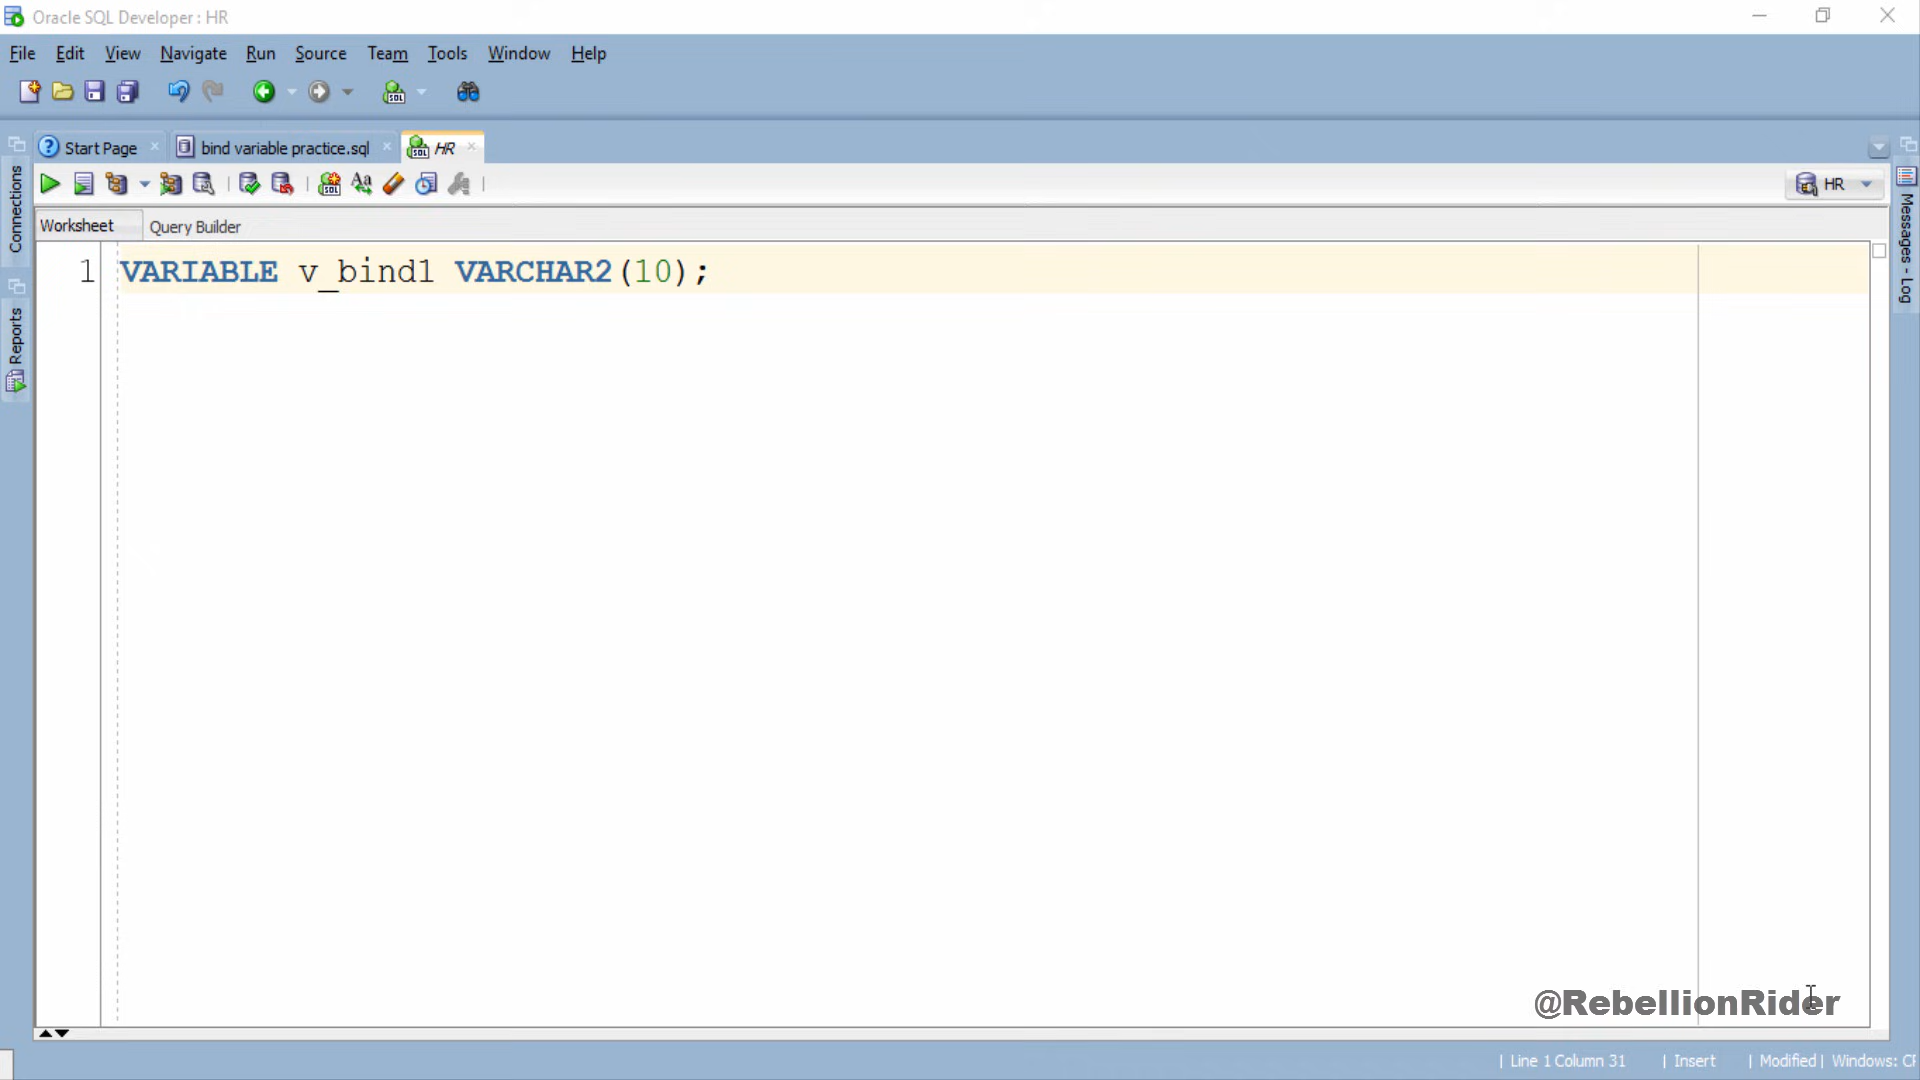 Oracle SQL Developer : HR
File Edit View Navigate Run Source Team Tools Window Help
Start Page bind variable practice.sql HR
HR
Worksheet Query Builder
1 VARIABLE v_bind1 VARCHAR2(10);
Connections
Reports
Messages - Log
@RebellionRider
| Line 1 Column 31 | Insert | Modified | Windows: CF